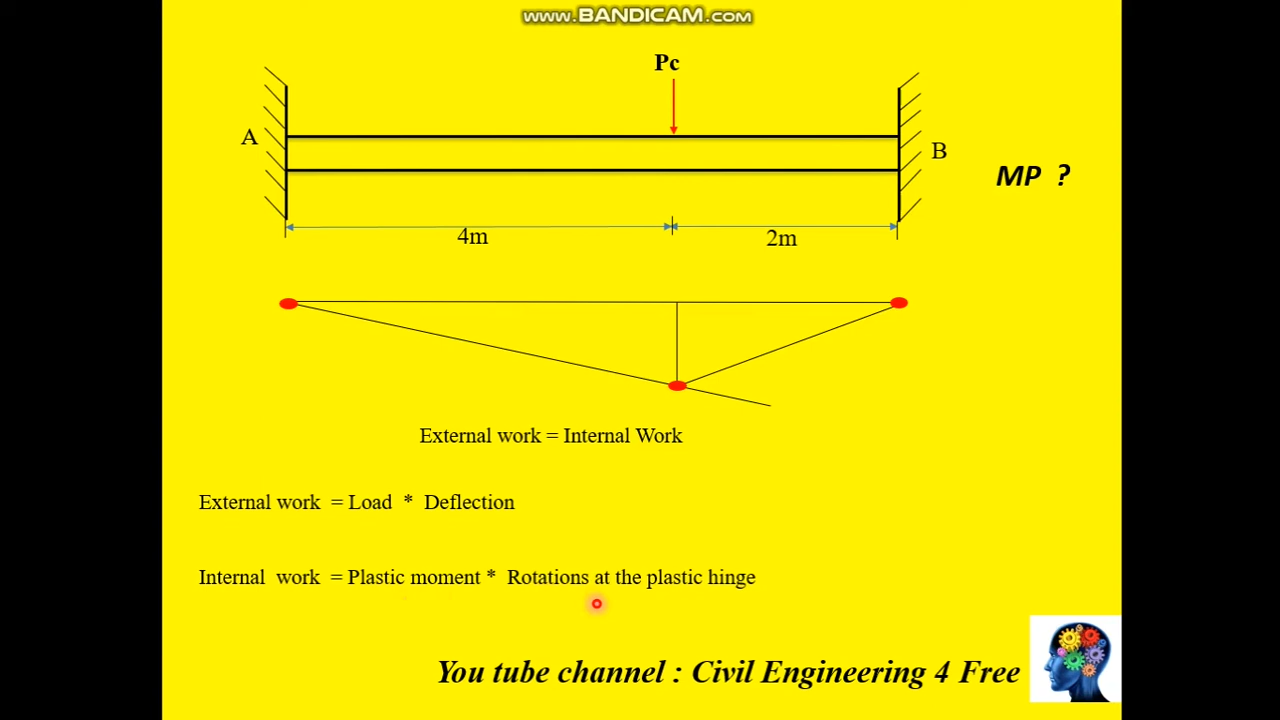 www.BANDICAM.com
Pc
A
B
MP ?
4m
2m
External work = Internal Work
External work = Load * Deflection
Internal work = Plastic moment * Rotations at the plastic hinge
You tube channel : Civil Engineering 4 Free